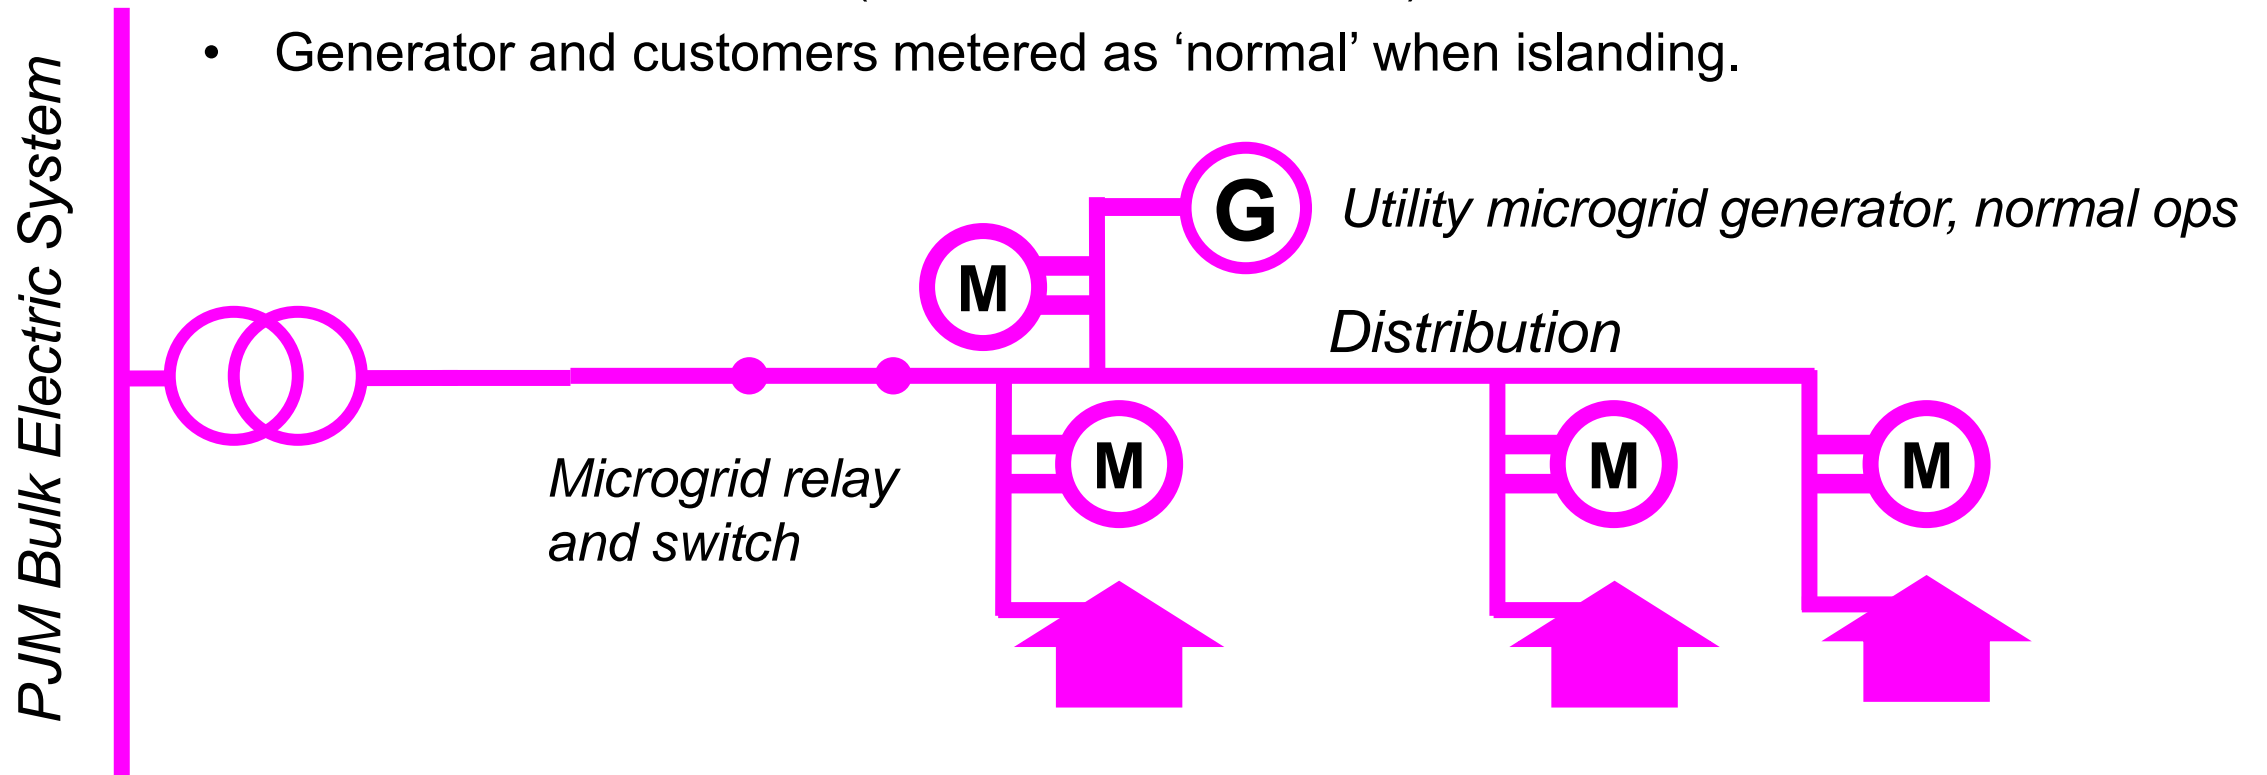 • Generator and customers metered as ‘normal’ when islanding.
PJM Bulk Electric System
G
Utility microgrid generator, normal ops
M
Distribution
M
M
M
Microgrid relay
and switch